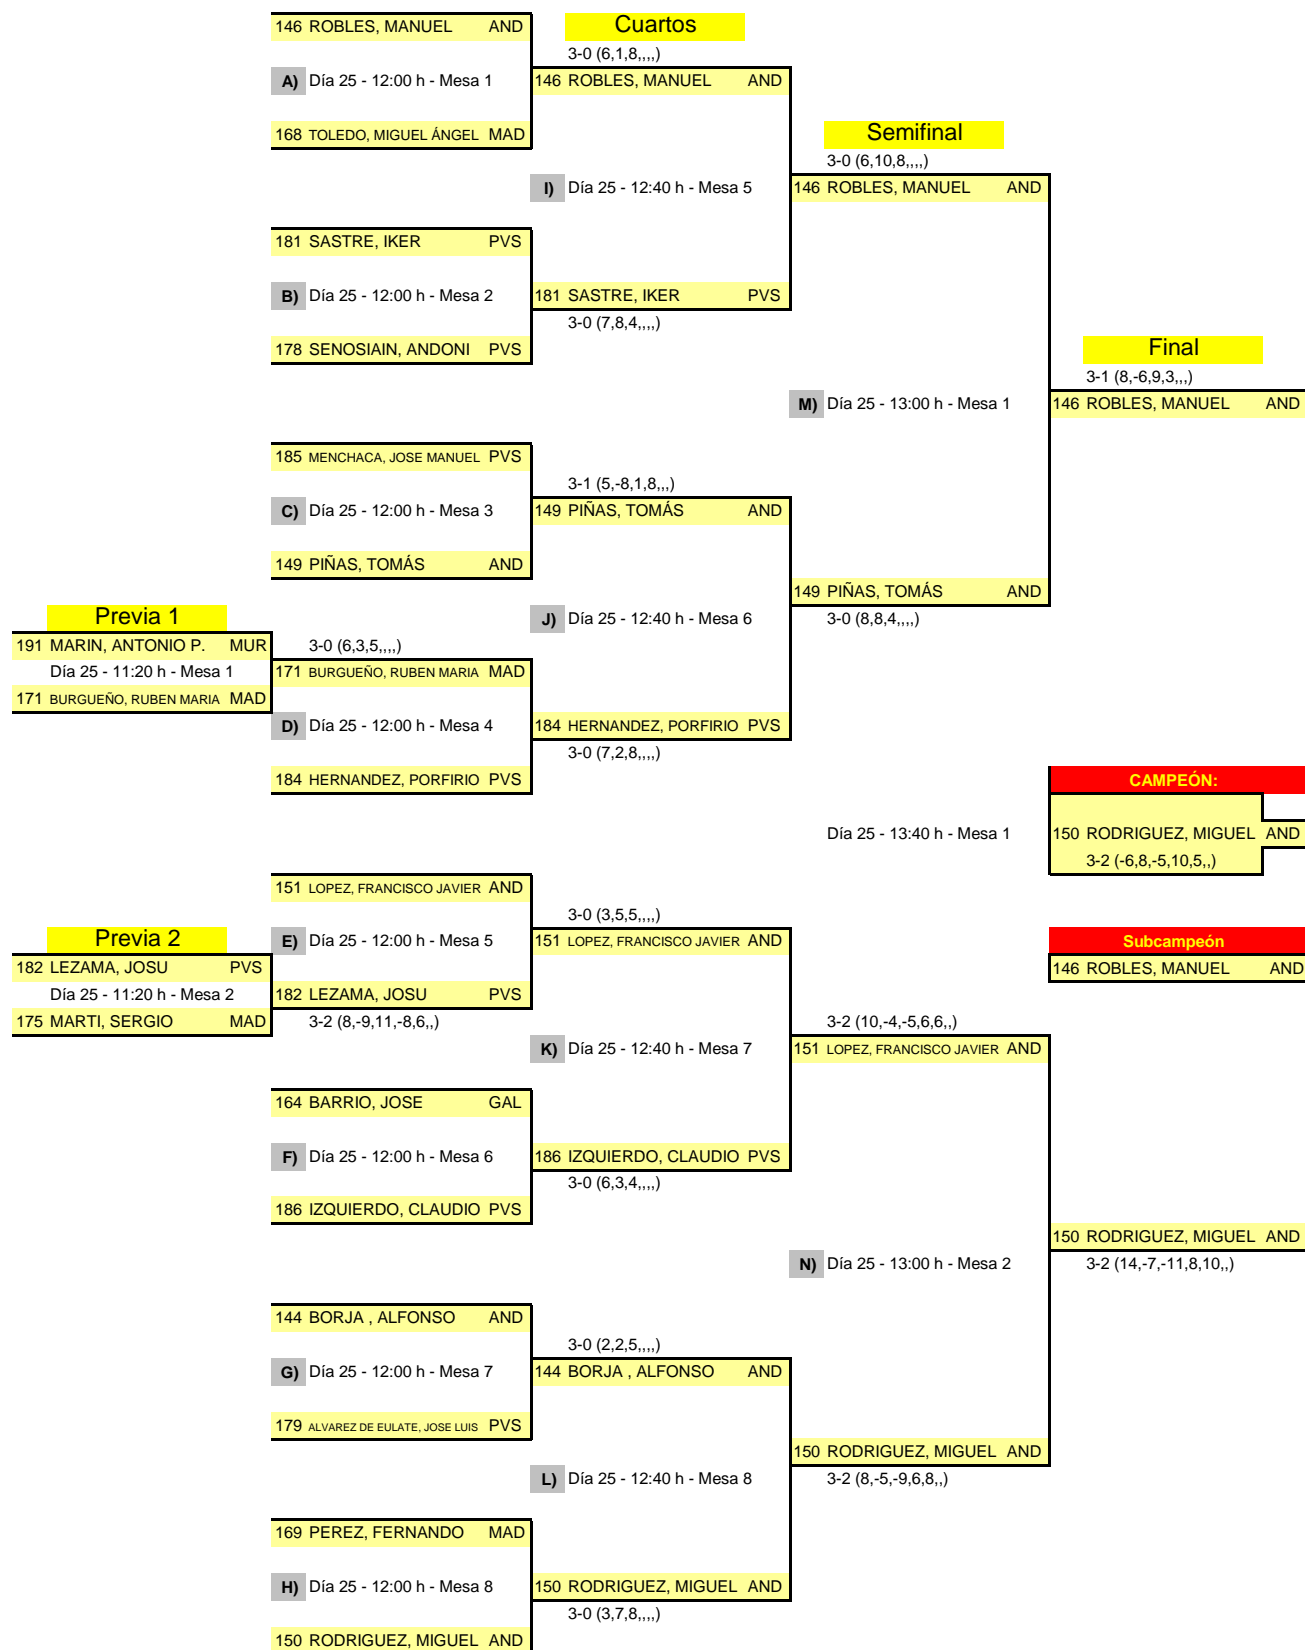 146 ROBLES, MANUEL AND
Cuartos
3-0 (6,1,8,,,,)
A) Día 25 - 12:00 h - Mesa 1
146 ROBLES, MANUEL AND
168 TOLEDO, MIGUEL ÁNGEL MAD
Semifinal
3-0 (6,10,8,,,,)
I) Día 25 - 12:40 h - Mesa 5
146 ROBLES, MANUEL AND
181 SASTRE, IKER PVS
B) Día 25 - 12:00 h - Mesa 2
181 SASTRE, IKER PVS
3-0 (7,8,4,,,,)
178 SENOSIAIN, ANDONI PVS
Final
3-1 (8,-6,9,3,,,)
M) Día 25 - 13:00 h - Mesa 1
146 ROBLES, MANUEL AND
185 MENCHACA, JOSE MANUEL PVS
3-1 (5,-8,1,8,,,)
C) Día 25 - 12:00 h - Mesa 3
149 PIÑAS, TOMÁS AND
149 PIÑAS, TOMÁS AND
149 PIÑAS, TOMÁS AND
Previa 1
J) Día 25 - 12:40 h - Mesa 6
3-0 (8,8,4,,,,)
191 MARIN, ANTONIO P. MUR
3-0 (6,3,5,,,,)
Día 25 - 11:20 h - Mesa 1
171 BURGUEÑO, RUBEN MARIA MAD
171 BURGUEÑO, RUBEN MARIA MAD
D) Día 25 - 12:00 h - Mesa 4
184 HERNANDEZ, PORFIRIO PVS
3-0 (7,2,8,,,,)
184 HERNANDEZ, PORFIRIO PVS
CAMPEÓN:
Día 25 - 13:40 h - Mesa 1
150 RODRIGUEZ, MIGUEL AND
3-2 (-6,8,-5,10,5,,)
151 LOPEZ, FRANCISCO JAVIER AND
3-0 (3,5,5,,,,)
Previa 2
E) Día 25 - 12:00 h - Mesa 5
151 LOPEZ, FRANCISCO JAVIER AND
Subcampeón
182 LEZAMA, JOSU PVS
146 ROBLES, MANUEL AND
Día 25 - 11:20 h - Mesa 2
182 LEZAMA, JOSU PVS
175 MARTI, SERGIO MAD
3-2 (8,-9,11,-8,6,,)
3-2 (10,-4,-5,6,6,,)
K) Día 25 - 12:40 h - Mesa 7
151 LOPEZ, FRANCISCO JAVIER AND
164 BARRIO, JOSE GAL
F) Día 25 - 12:00 h - Mesa 6
186 IZQUIERDO, CLAUDIO PVS
3-0 (6,3,4,,,,)
186 IZQUIERDO, CLAUDIO PVS
150 RODRIGUEZ, MIGUEL AND
N) Día 25 - 13:00 h - Mesa 2
3-2 (14,-7,-11,8,10,,)
144 BORJA , ALFONSO AND
3-0 (2,2,5,,,,)
G) Día 25 - 12:00 h - Mesa 7
144 BORJA , ALFONSO AND
179 ALVAREZ DE EULATE, JOSE LUIS PVS
150 RODRIGUEZ, MIGUEL AND
L) Día 25 - 12:40 h - Mesa 8
3-2 (8,-5,-9,6,8,,)
169 PEREZ, FERNANDO MAD
H) Día 25 - 12:00 h - Mesa 8
150 RODRIGUEZ, MIGUEL AND
3-0 (3,7,8,,,,)
150 RODRIGUEZ, MIGUEL AND